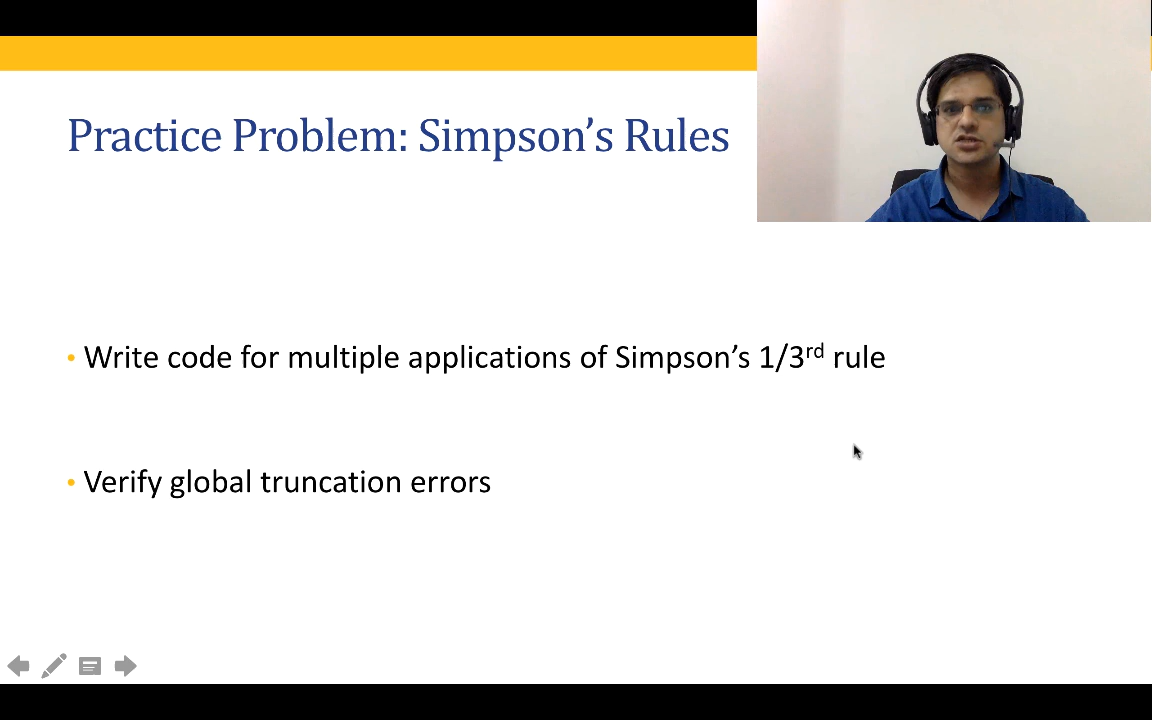 Practice Problem: Simpson’s Rules
• Write code for multiple applications of Simpson’s 1/3rd rule
• Verify global truncation errors